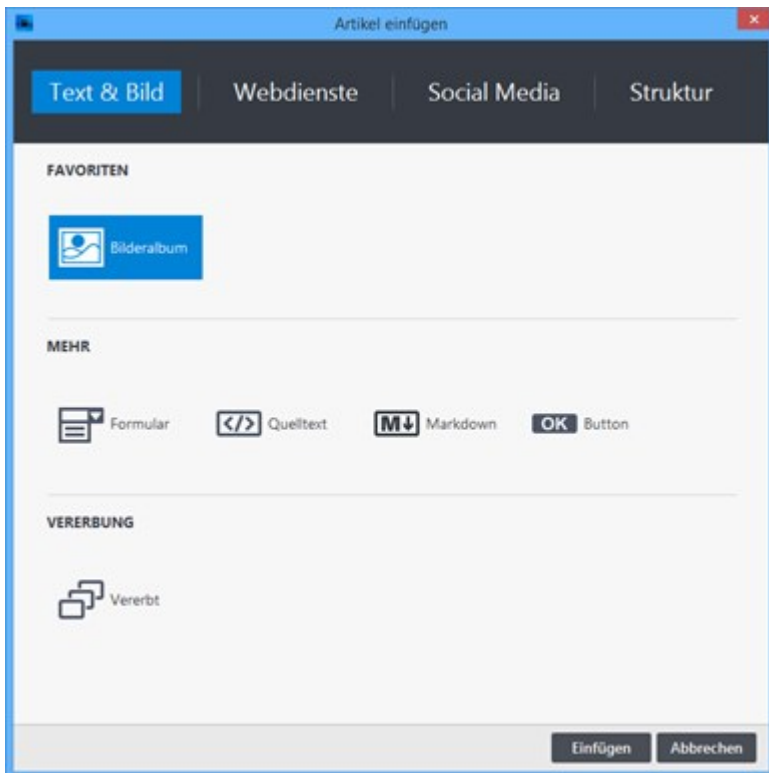 Artikel einfügen
Text & Bild Webdienste Social Media Struktur
FAVORITEN
Bilderalbum
MEHR
Formular </> Quelltext M Markdown OK Button
VERERBUNG
Vererbt
Einfügen Abbrechen